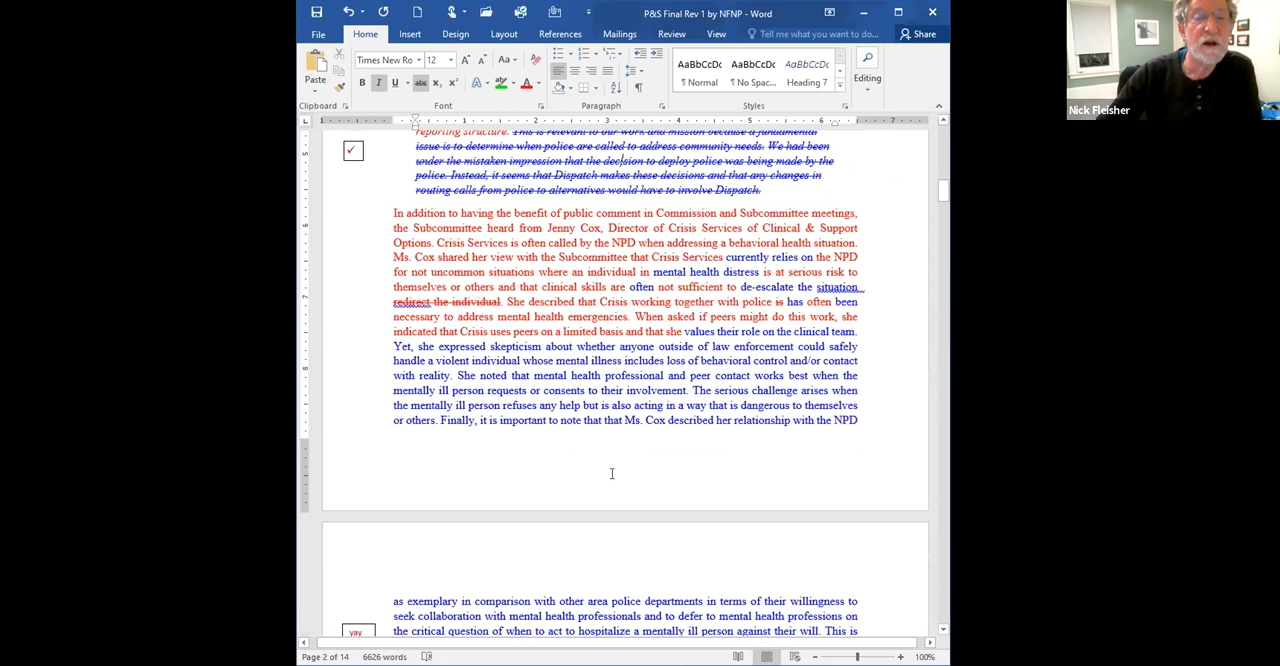 P&S Final Rev 1 by NFNP - Word
File Home Insert Design Layout References Mailings Review View Tell me what you want to do... Share
Paste
Times New Ro 12
B I U abc x₂ x²
Aa
AaBbCcDc AaBbCcDc AaBbCcDc
¶ Normal ¶ No Spac... Heading 7
Editing
Clipboard Font Paragraph Styles
Nick Fleisher
reporting structure. This is relevant to our work and mission because a fundamental
issue is to determine when police are called to address community needs. We had been
under the mistaken impression that the decision to deploy police was being made by the
police. Instead, it seems that Dispatch makes these decisions and that any changes in
routing calls from police to alternatives would have to involve Dispatch.
In addition to having the benefit of public comment in Commission and Subcommittee meetings,
the Subcommittee heard from Jenny Cox, Director of Crisis Services of Clinical & Support
Options. Crisis Services is often called by the NPD when addressing a behavioral health situation.
Ms. Cox shared her view with the Subcommittee that Crisis Services currently relies on the NPD
for not uncommon situations where an individual in mental health distress is at serious risk to
themselves or others and that clinical skills are often not sufficient to de-escalate the situation
redirect the individual. She described that Crisis working together with police is has often been
necessary to address mental health emergencies. When asked if peers might do this work, she
indicated that Crisis uses peers on a limited basis and that she values their role on the clinical team.
Yet, she expressed skepticism about whether anyone outside of law enforcement could safely
handle a violent individual whose mental illness includes loss of behavioral control and/or contact
with reality. She noted that mental health professional and peer contact works best when the
mentally ill person requests or consents to their involvement. The serious challenge arises when
the mentally ill person refuses any help but is also acting in a way that is dangerous to themselves
or others. Finally, it is important to note that that Ms. Cox described her relationship with the NPD
as exemplary in comparison with other area police departments in terms of their willingness to
seek collaboration with mental health professionals and to defer to mental health professions on
yay
the critical question of when to act to hospitalize a mentally ill person against their will. This is
Page 2 of 14 6626 words 100%